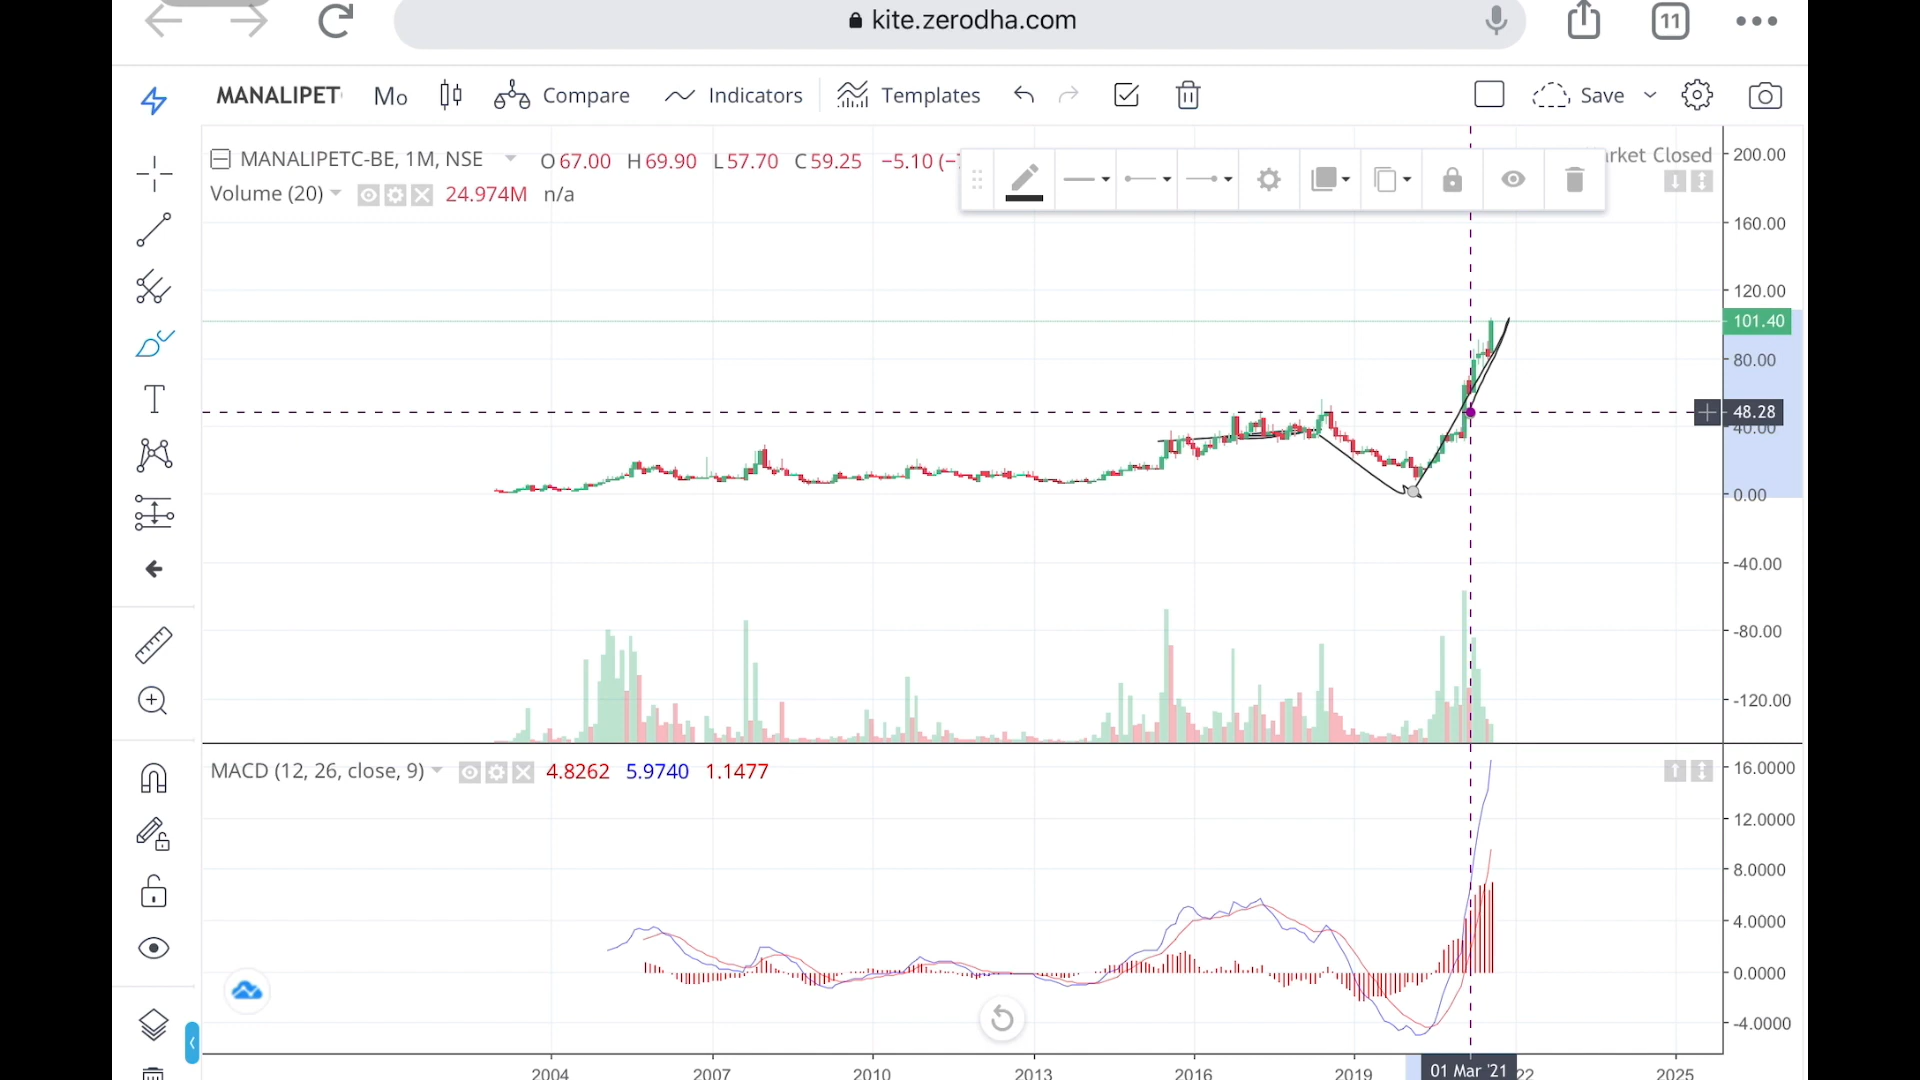 kite.zerodha.com
11
MANALIPET
Mo
Compare
Indicators
Templates
Save
MANALIPETC-BE, 1M, NSE
O 67.00 H 69.90 L 57.70 C 59.25 −5.10
rket Closed
Volume (20)
24.974M n/a
200.00
160.00
120.00
101.40
80.00
48.28
40.00
0.00
-40.00
-80.00
-120.00
MACD (12, 26, close, 9)
4.8262 5.9740 1.1477
16.0000
12.0000
8.0000
4.0000
0.0000
-4.0000
2004 2007 2010 2013 2016 2019 01 Mar '21 22 2025